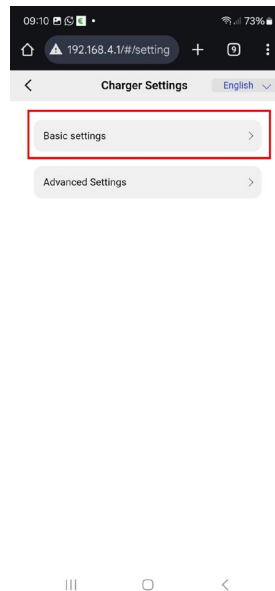 09:10 73%
192.168.4.1/#/setting 9
Charger Settings English
Basic settings
Advanced Settings